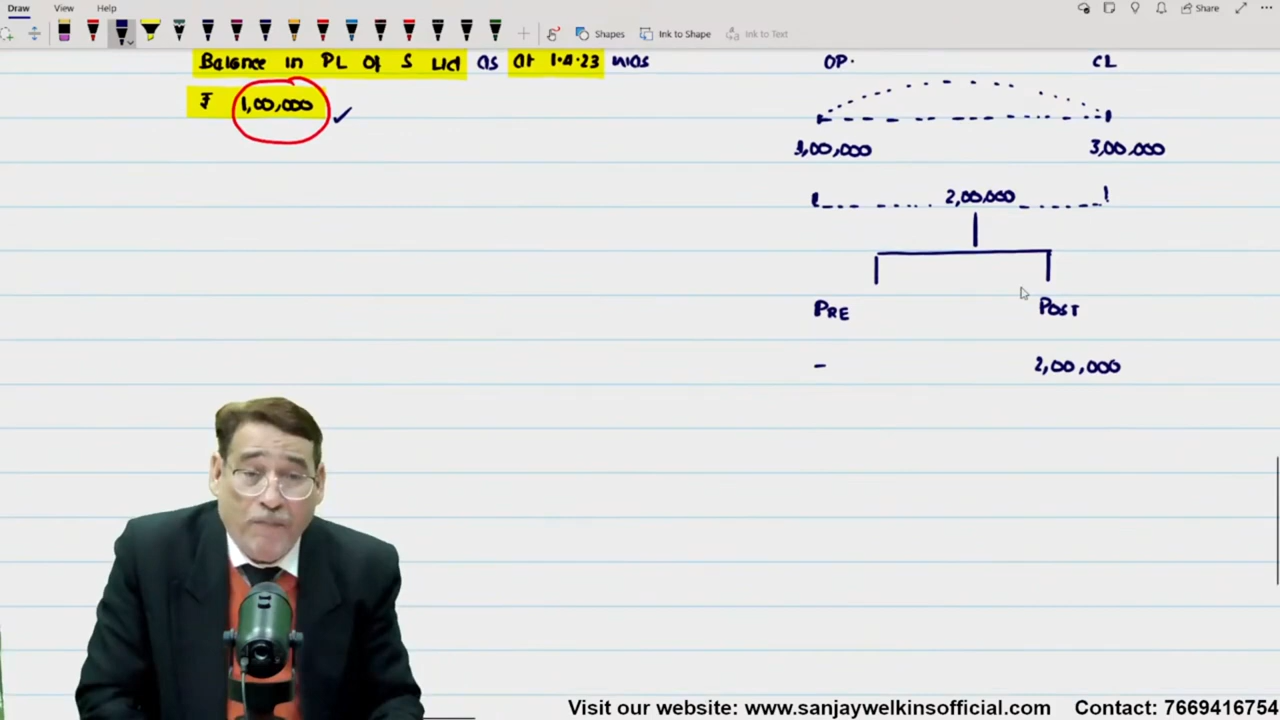 Draw View Help
Shapes Ink to Shape Ink to Text Share
Balance in PL Of S Ltd as at 1.4.23 was
₹ 1,00,000
OP. CL
1,00,000 3,00,000
2,00,000
PRE POST
- 2,00,000
Visit our website: www.sanjaywelkinsofficial.com Contact: 7669416754